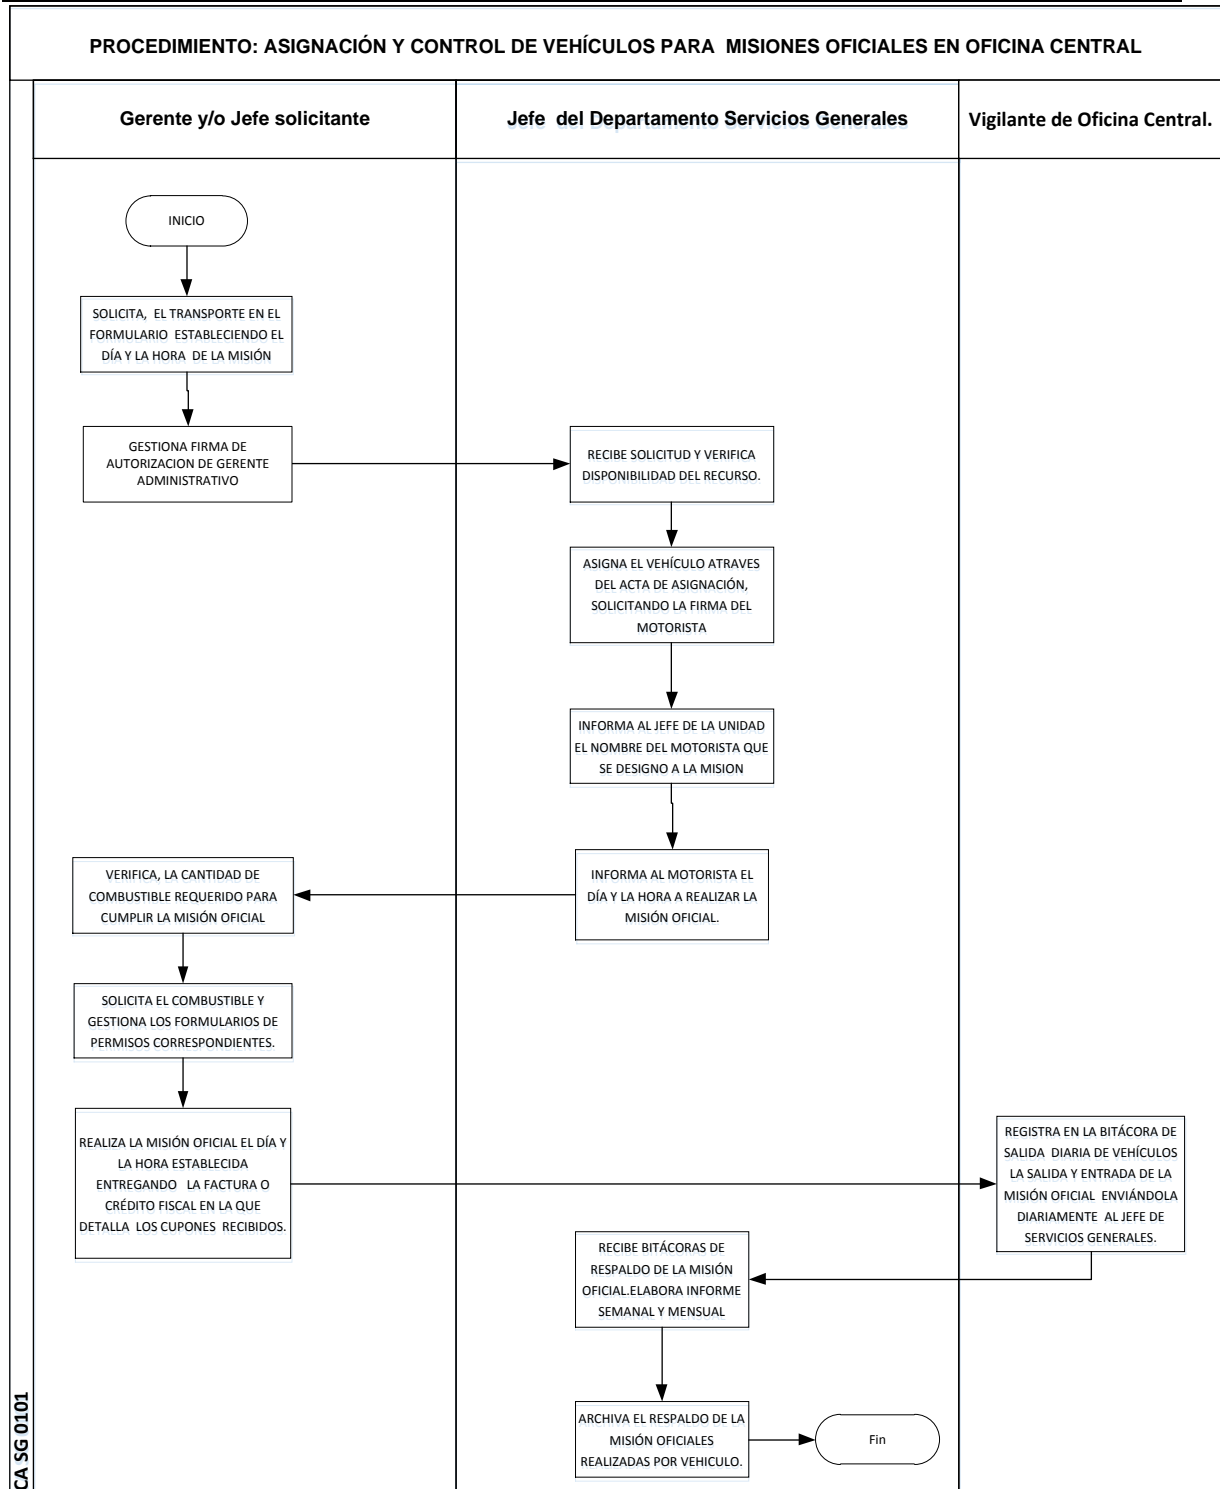 PROCEDIMIENTO: ASIGNACIÓN Y CONTROL DE VEHÍCULOS PARA MISIONES OFICIALES EN OFICINA CENTRAL
Gerente y/o Jefe solicitante
Jefe del Departamento Servicios Generales
Vigilante de Oficina Central.
INICIO
SOLICITA, EL TRANSPORTE EN EL
FORMULARIO ESTABLECIENDO EL
DÍA Y LA HORA DE LA MISIÓN
GESTIONA FIRMA DE
AUTORIZACION DE GERENTE
ADMINISTRATIVO
RECIBE SOLICITUD Y VERIFICA
DISPONIBILIDAD DEL RECURSO.
ASIGNA EL VEHÍCULO ATRAVES
DEL ACTA DE ASIGNACIÓN,
SOLICITANDO LA FIRMA DEL
MOTORISTA
INFORMA AL JEFE DE LA UNIDAD
EL NOMBRE DEL MOTORISTA QUE
SE DESIGNO A LA MISION
INFORMA AL MOTORISTA EL
DÍA Y LA HORA A REALIZAR LA
MISIÓN OFICIAL.
VERIFICA, LA CANTIDAD DE
COMBUSTIBLE REQUERIDO PARA
CUMPLIR LA MISIÓN OFICIAL
SOLICITA EL COMBUSTIBLE Y
GESTIONA LOS FORMULARIOS DE
PERMISOS CORRESPONDIENTES.
REALIZA LA MISIÓN OFICIAL EL DÍA Y
LA HORA ESTABLECIDA
ENTREGANDO LA FACTURA O
CRÉDITO FISCAL EN LA QUE
DETALLA LOS CUPONES RECIBIDOS.
REGISTRA EN LA BITÁCORA DE
SALIDA DIARIA DE VEHÍCULOS
LA SALIDA Y ENTRADA DE LA
MISIÓN OFICIAL ENVIÁNDOLA
DIARIAMENTE AL JEFE DE
SERVICIOS GENERALES.
RECIBE BITÁCORAS DE
RESPALDO DE LA MISIÓN
OFICIAL.ELABORA INFORME
SEMANAL Y MENSUAL
ARCHIVA EL RESPALDO DE LA
MISIÓN OFICIALES
REALIZADAS POR VEHICULO.
Fin
CA SG 0101